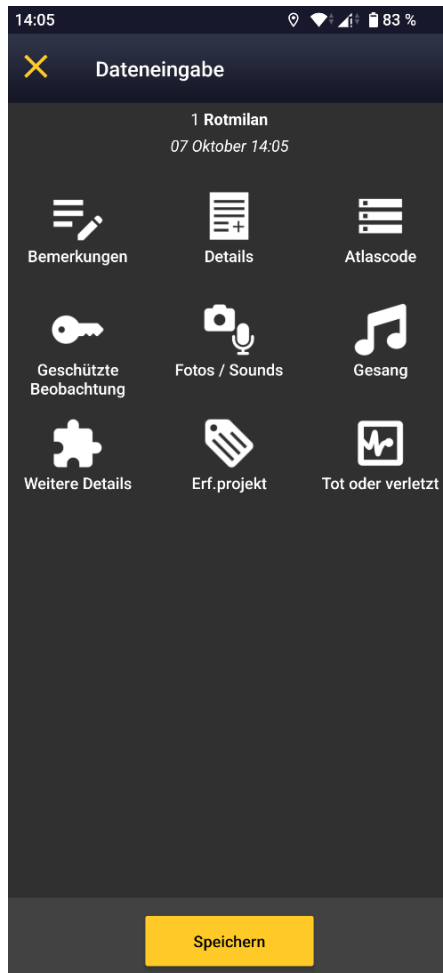 14:05 83 %
Dateneingabe
1 Rotmilan
07 Oktober 14:05
Bemerkungen
Details
Atlascode
Geschützte
Beobachtung
Fotos / Sounds
Gesang
Weitere Details
Erf.projekt
Tot oder verletzt
Speichern